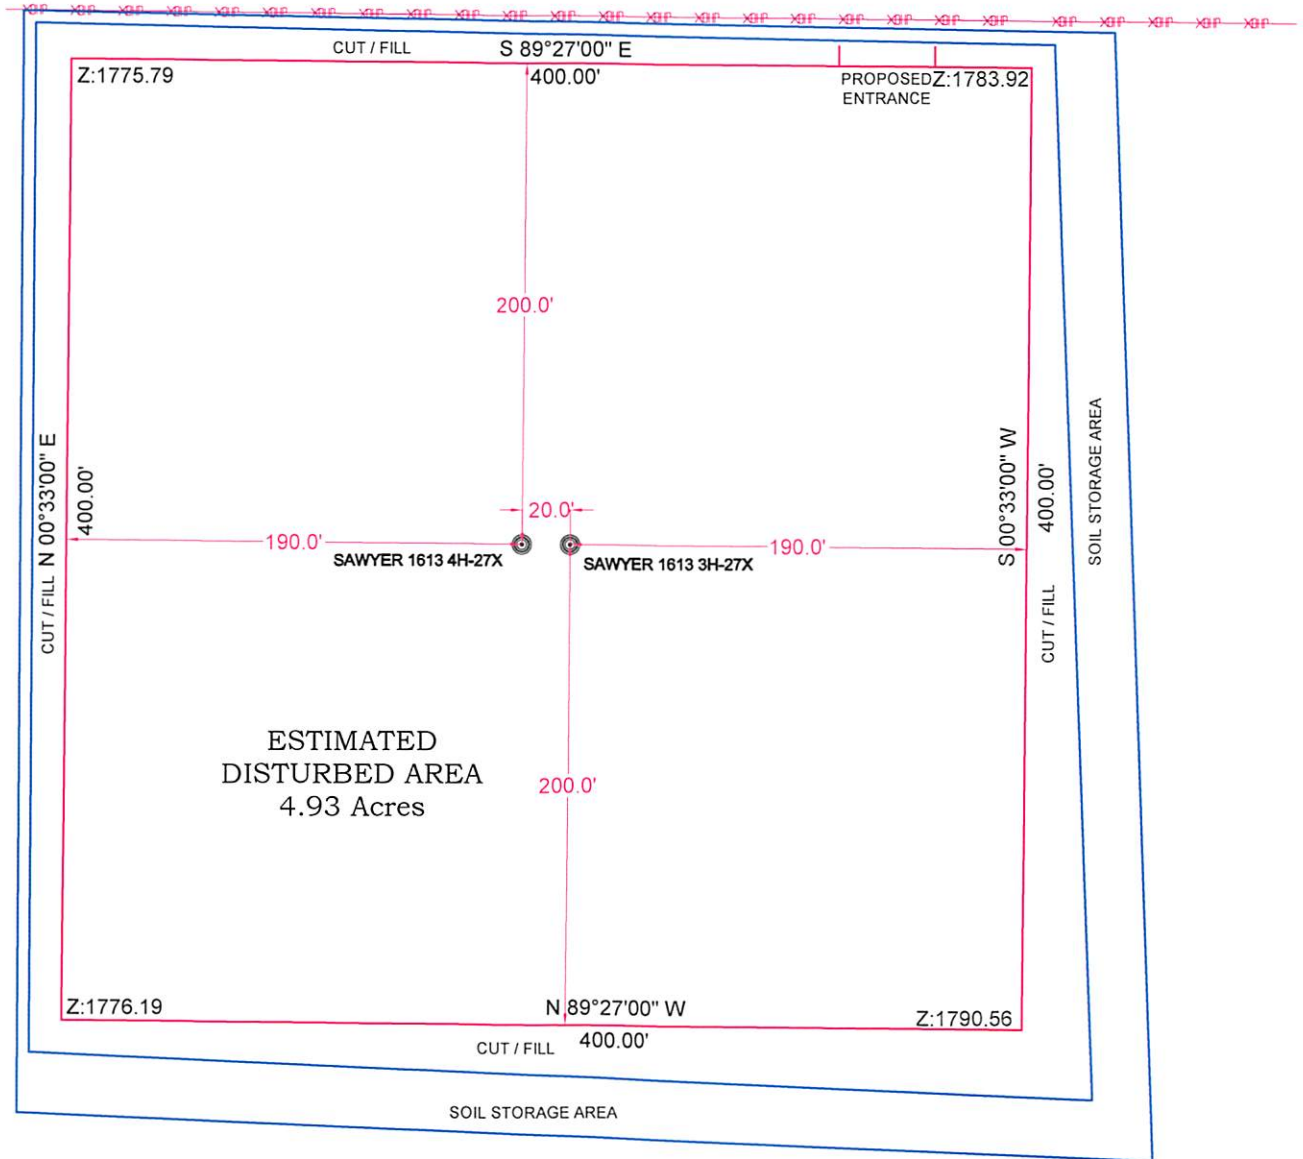 CUT / FILL
S 89°27'00" E
400.00'
Z:1775.79
PROPOSED
ENTRANCE
Z:1783.92
200.0'
CUT / FILL
N 00°33'00" E
400.00'
20.0'
190.0'
190.0'
SAWYER 1613 4H-27X
SAWYER 1613 3H-27X
S 00°33'00" W
400.00'
CUT / FILL
SOIL STORAGE AREA
ESTIMATED
DISTURBED AREA
4.93 Acres
200.0'
Z:1776.19
N 89°27'00" W
400.00'
Z:1790.56
CUT / FILL
SOIL STORAGE AREA